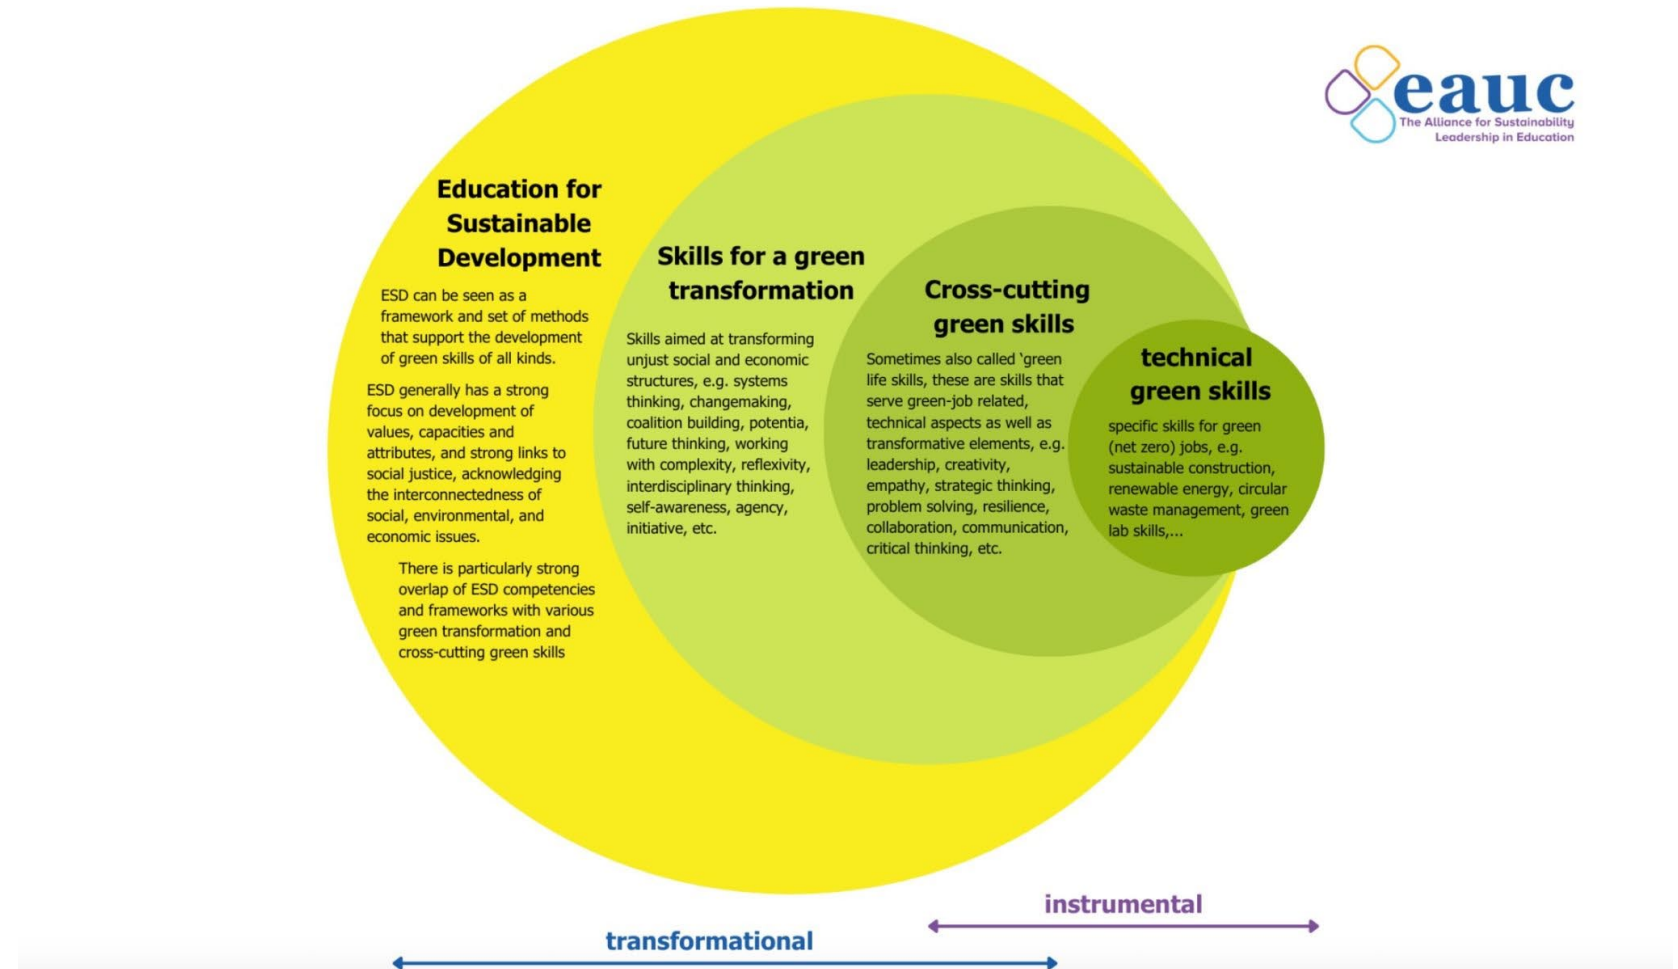 eauc
The Alliance for Sustainability
Leadership in Education
Education for
Sustainable
Development
ESD can be seen as a
framework and set of methods
that support the development
of green skills of all kinds.
ESD generally has a strong
focus on development of
values, capacities and
attributes, and strong links to
social justice, acknowledging
the interconnectedness of
social, environmental, and
economic issues.
There is particularly strong
overlap of ESD competencies
and frameworks with various
green transformation and
cross-cutting green skills
Skills for a green
transformation
Skills aimed at transforming
unjust social and economic
structures, e.g. systems
thinking, changemaking,
coalition building, potentia,
future thinking, working
with complexity, reflexivity,
interdisciplinary thinking,
self-awareness, agency,
initiative, etc.
Cross-cutting
green skills
Sometimes also called 'green
life skills, these are skills that
serve green-job related,
technical aspects as well as
transformative elements, e.g.
leadership, creativity,
empathy, strategic thinking,
problem solving, resilience,
collaboration, communication,
critical thinking, etc.
technical
green skills
specific skills for green
(net zero) jobs, e.g.
sustainable construction,
renewable energy, circular
waste management, green
lab skills,...
instrumental
transformational